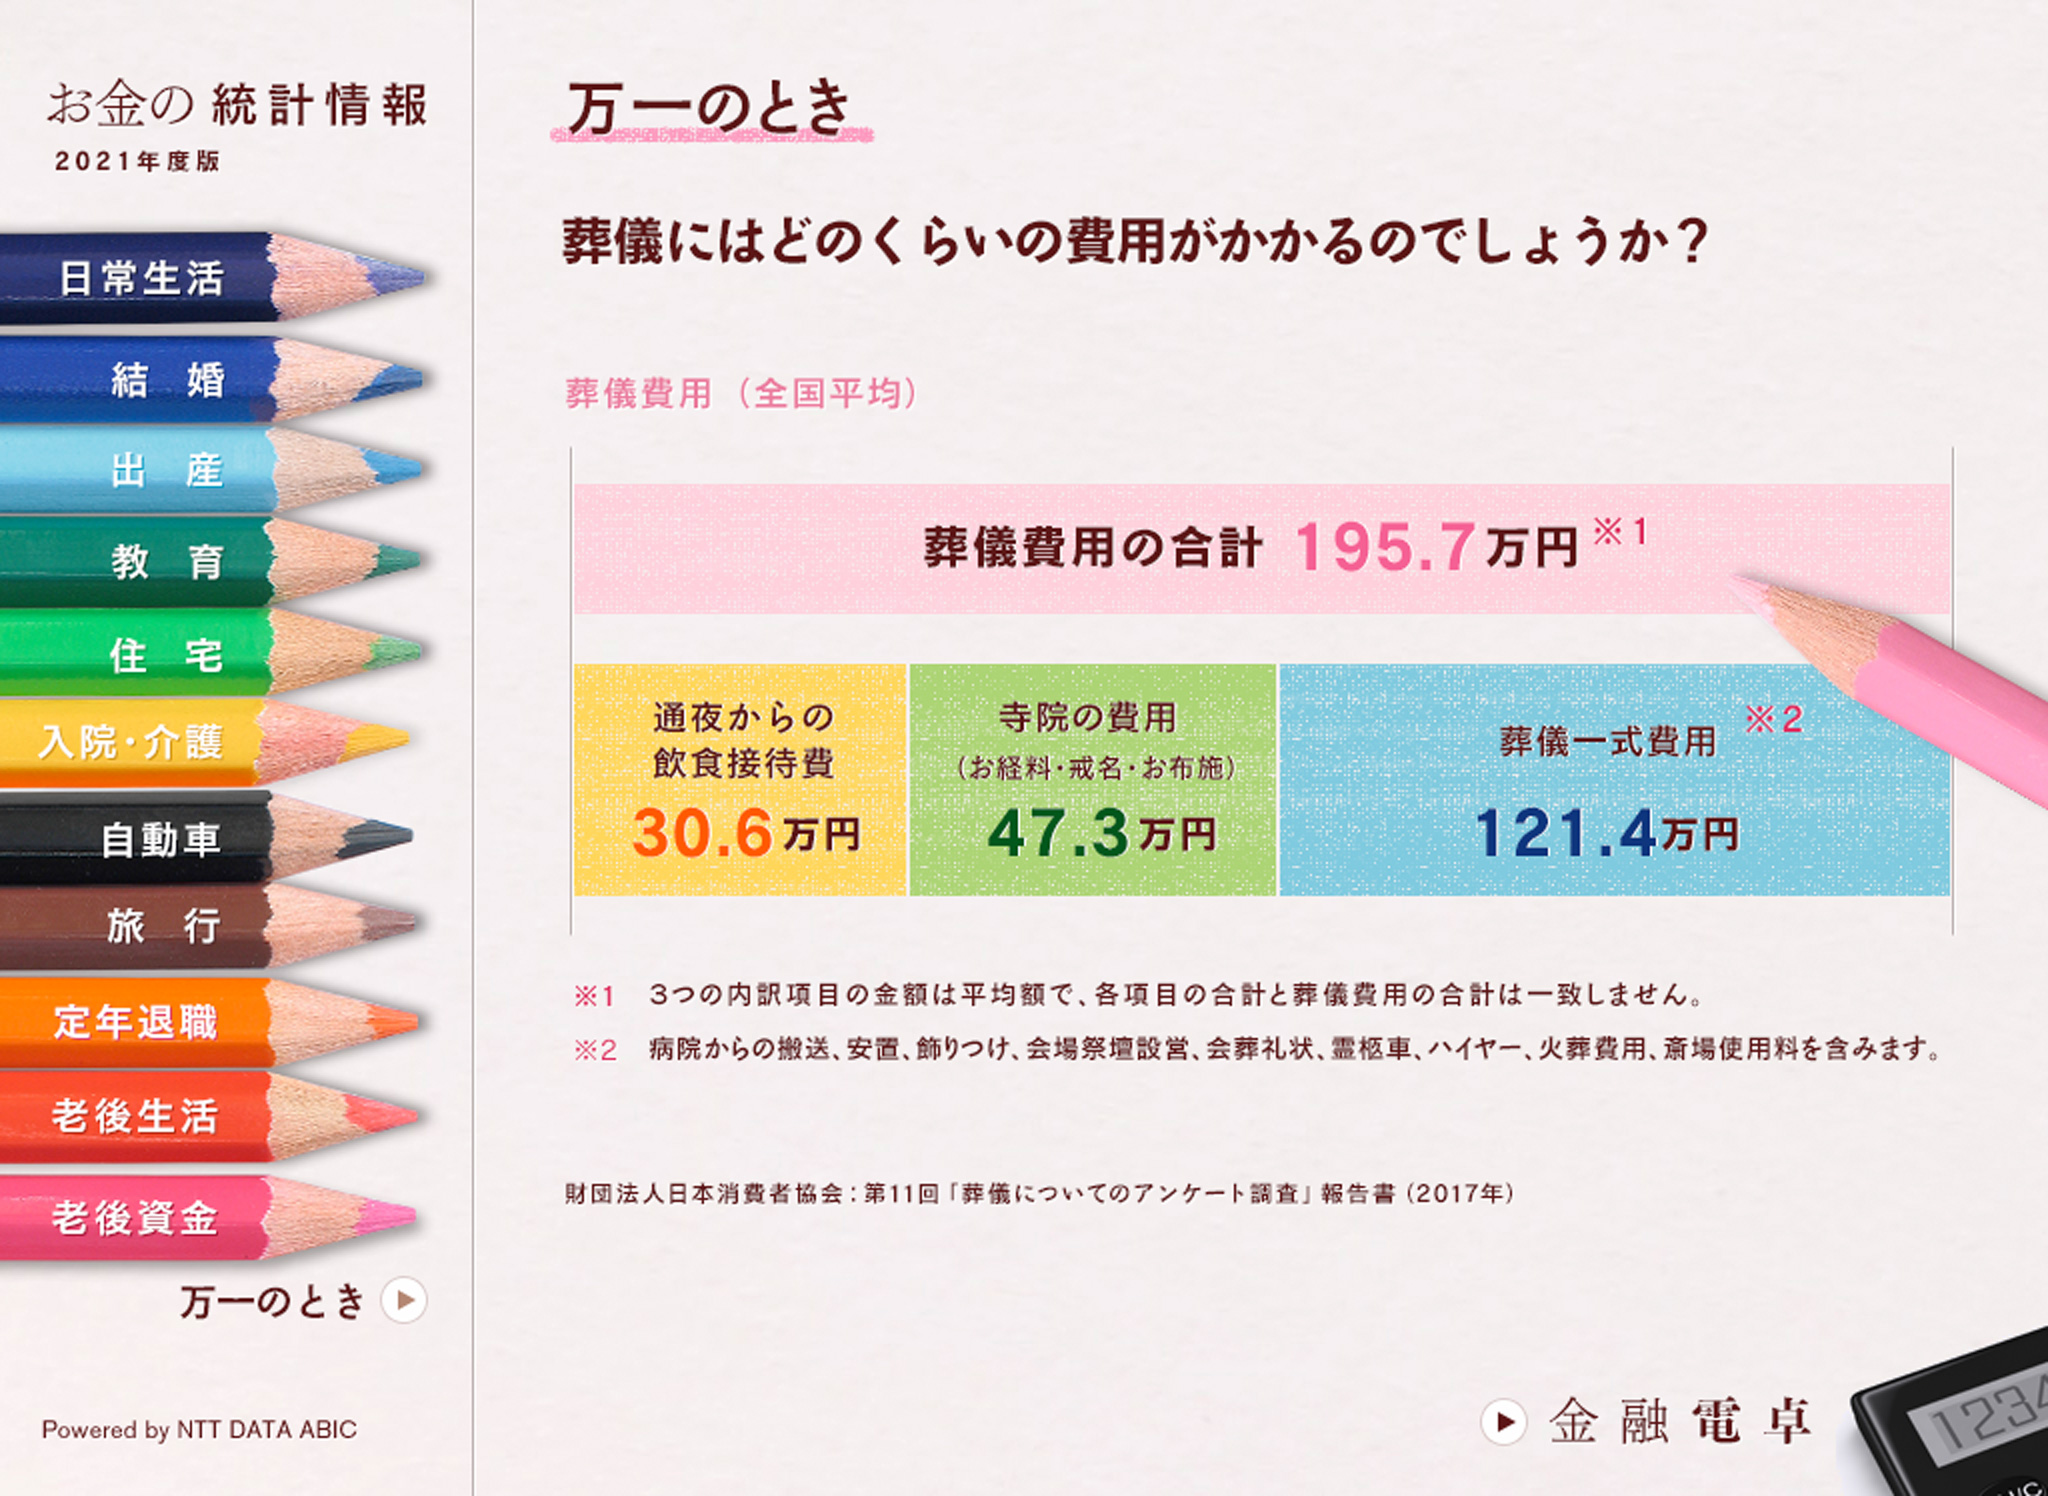 お金の 統計情報
2021年度版
日常生活
結 婚
出 産
教 育
住 宅
入院・介護
自動車
旅 行
定年退職
老後生活
老後資金
万一のとき
Powered by NTT DATA ABIC
万一のとき
葬儀にはどのくらいの費用がかかるのでしょうか？
葬儀費用（全国平均）
葬儀費用の合計 195.7万円 ※1
通夜からの
飲食接待費
30.6万円
寺院の費用
（お経料・戒名・お布施）
47.3万円
葬儀一式費用 ※2
121.4万円
※1 3つの内訳項目の金額は平均額で、各項目の合計と葬儀費用の合計は一致しません。
※2 病院からの搬送、安置、飾りつけ、会場祭壇設営、会葬礼状、霊柩車、ハイヤー、火葬費用、斎場使用料を含みます。
財団法人日本消費者協会：第11回「葬儀についてのアンケート調査」報告書（2017年）
金融電卓
1234